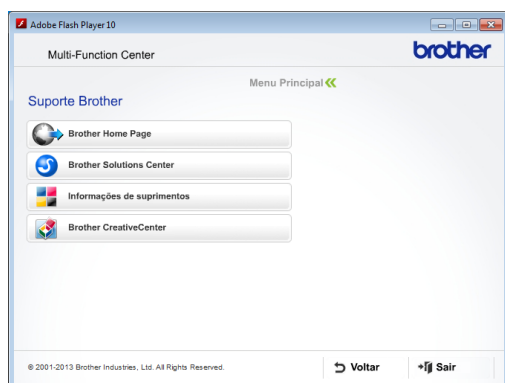 Adobe Flash Player 10
Multi-Function Center
brother
Menu Principal
Suporte Brother
Brother Home Page
Brother Solutions Center
Informações de suprimentos
Brother CreativeCenter
© 2001-2013 Brother Industries, Ltd. All Rights Reserved.
Voltar
Sair